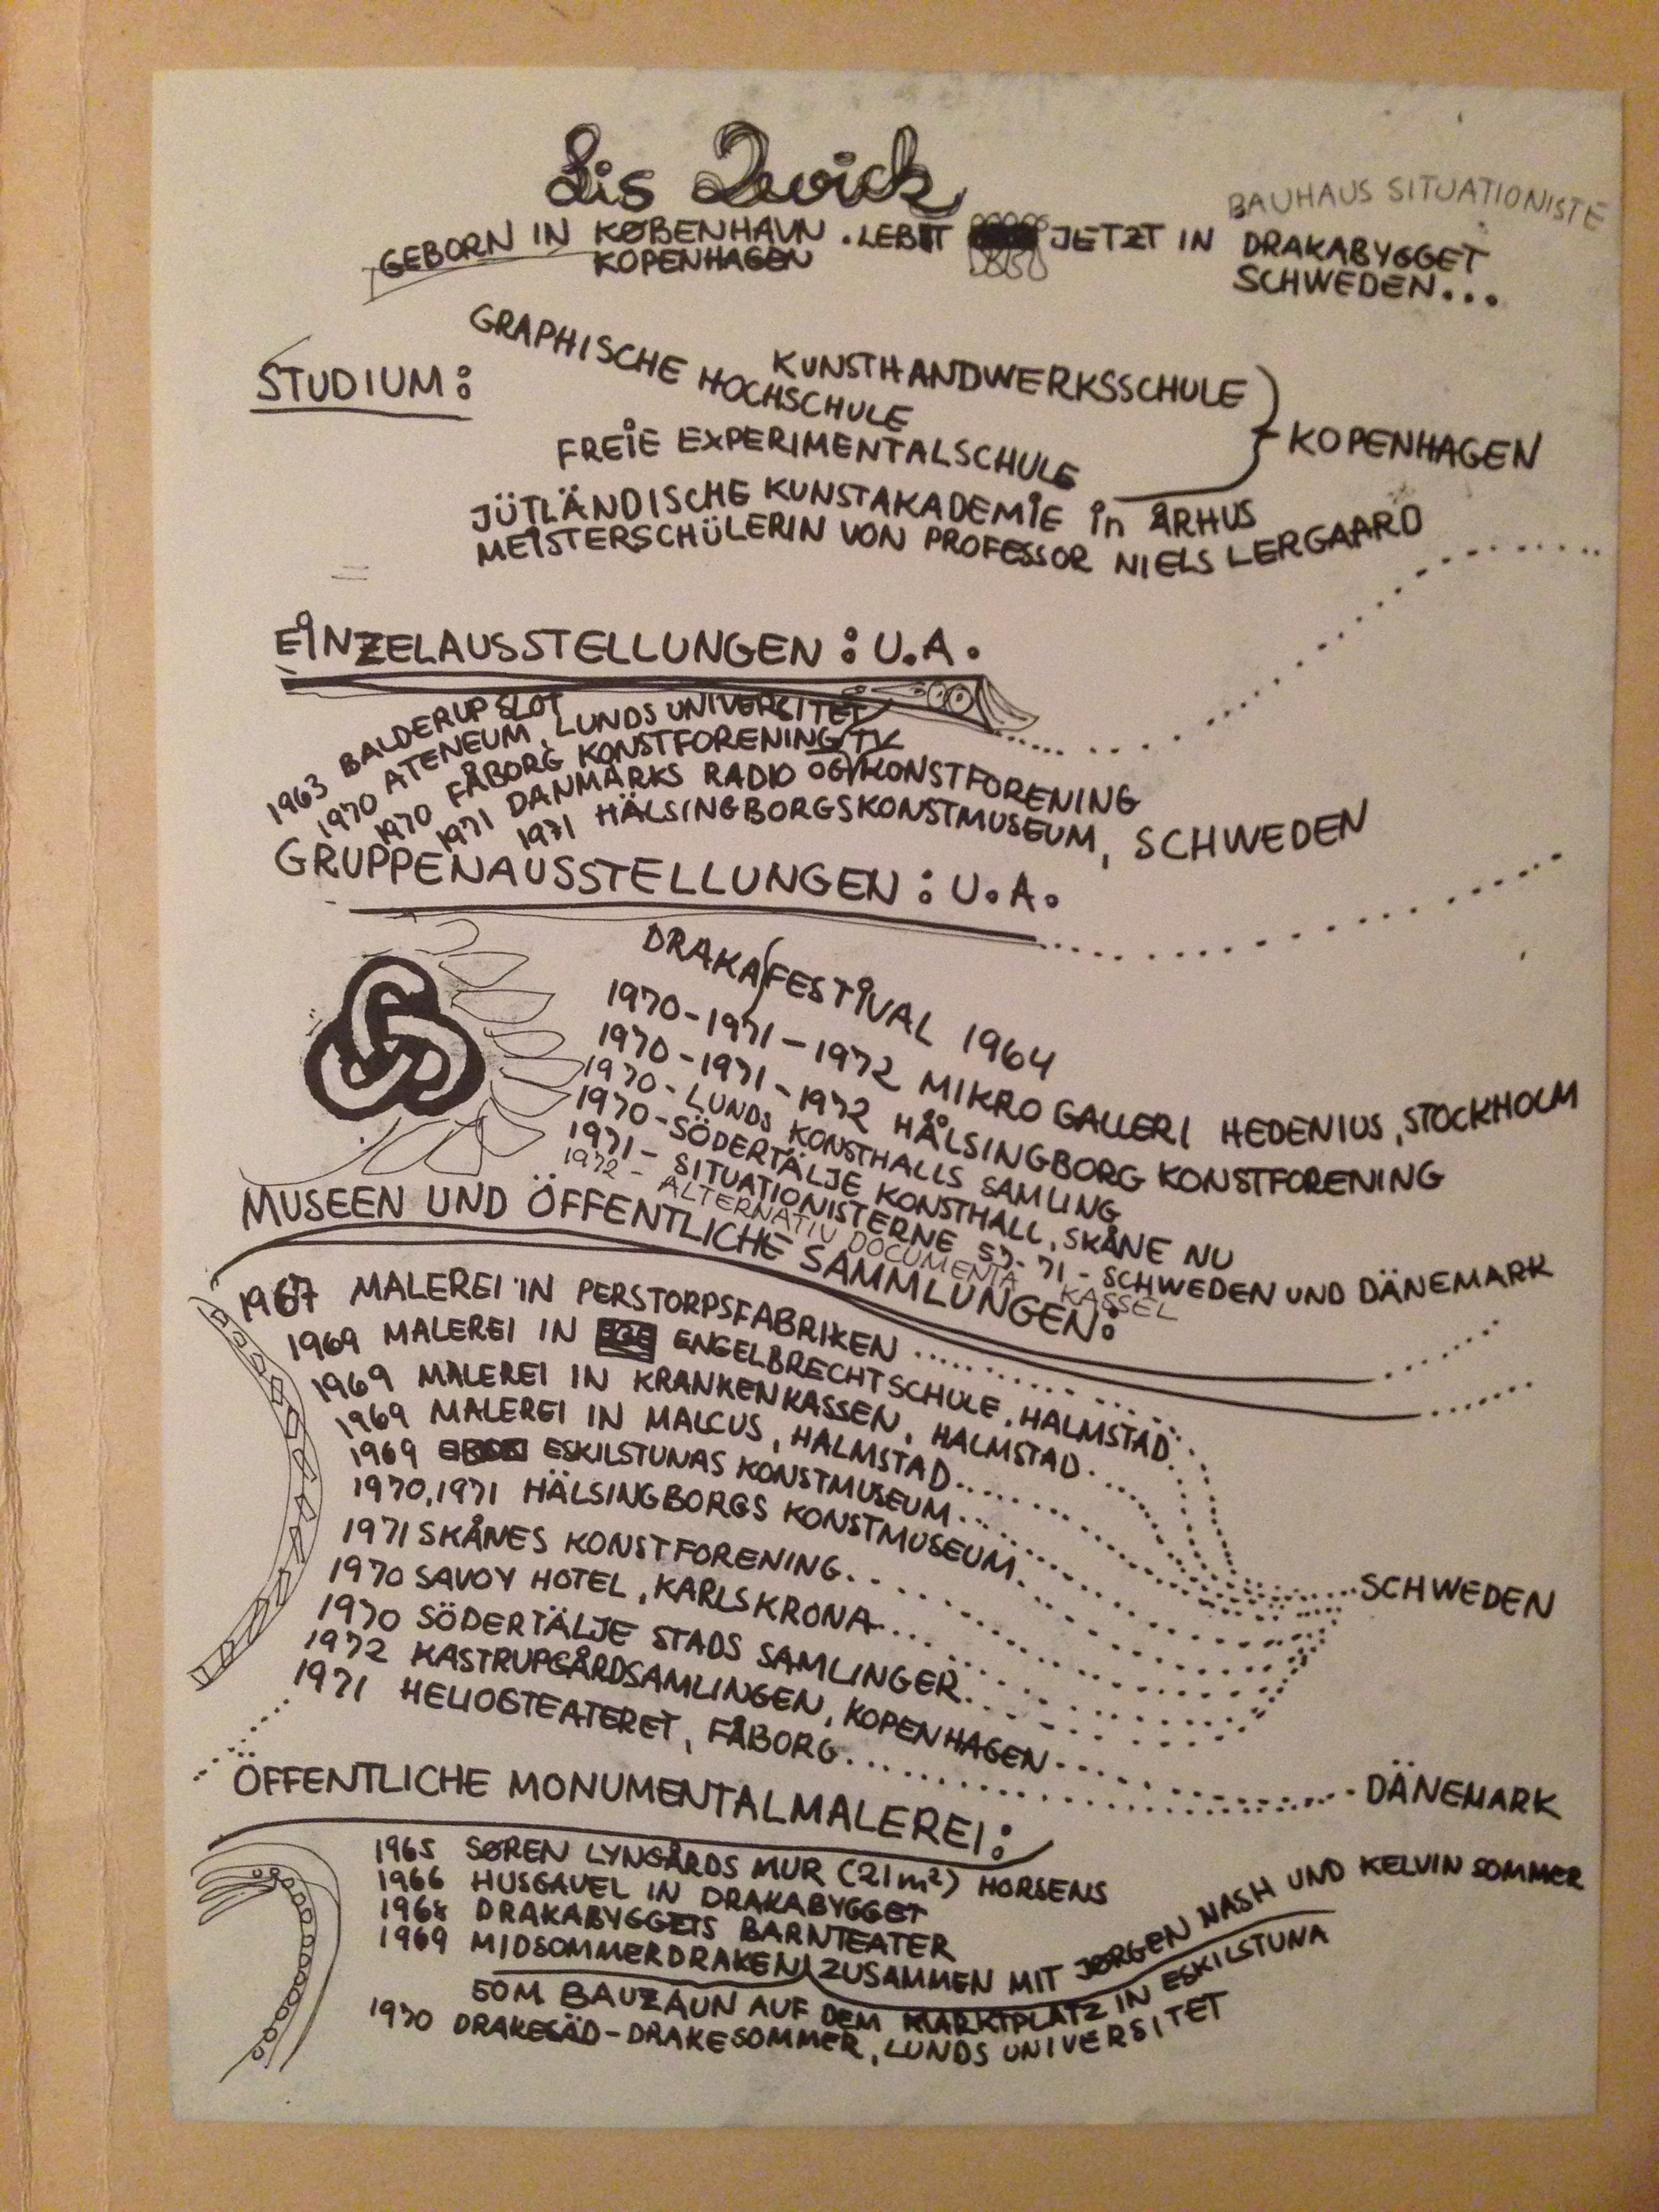 Lis Zwick
BAUHAUS SITUATIONISTE
GEBORN IN KØBENHAVN . LEBT JETZT IN DRAKABYGGET
KOPENHAGEN
SCHWEDEN...
STUDIUM:
GRAPHISCHE HOCHSCHULE
KUNSTHANDWERKSSCHULE
FREIE EXPERIMENTALSCHULE
KOPENHAGEN
JÜTLÄNDISCHE KUNSTAKADEMIE in ÅRHUS
MEISTERSCHÜLERIN VON PROFESSOR NIELS LERGAARD
EINZELAUSSTELLUNGEN: U.A.
1963 BALDERUP SLOT
1970 ATENEUM, LUNDS UNIVERSITET
1970 FÅBORG KONSTFORENING
1971 DANMARKS RADIO OG/TV KONSTFORENING
1971 HÄLSINGBORGSKONSTMUSEUM, SCHWEDEN
GRUPPENAUSSTELLUNGEN: U.A.
DRAKAFESTIVAL 1964
1970-1971-1972 MIKRO GALLERI HEDENIUS, STOCKHOLM
1970-1971-1972 HÅLSINGBORG KONSTFORENING
1970-LUNDS KONSTHALLS SAMLING
1970-SÖDERTÄLJE KONSTHALL, SKÅNE NU
1971- SITUATIONISTERNE 57-71 - SCHWEDEN UND DÄNEMARK
1972- ALTERNATIV DOCUMENTA KASSEL
MUSEEN UND ÖFFENTLICHE SAMMLUNGEN:
1967 MALEREI IN PERSTORPSFABRIKEN
1969 MALEREI IN ENGELBRECHTSCHULE, HALMSTAD
1969 MALEREI IN KRANKENKASSEN, HALMSTAD
1969 MALEREI IN MALCUS, HALMSTAD
1969 ESKILSTUNAS KONSTMUSEUM
1970, 1971 HÄLSINGBORGS KONSTMUSEUM
1971 SKÅNES KONSTFORENING
1970 SAVOY HOTEL, KARLSKRONA
1970 SÖDERTÄLJE STADS SAMLINGER
SCHWEDEN
1972 KASTRUPGÅRDSAMLINGEN, KOPENHAGEN
1971 HELIOSTEATERET, FÅBORG
DÄNEMARK
ÖFFENTLICHE MONUMENTALMALEREI:
1965 SØREN LYNGÅRDS MUR (21m²) HORSENS
1966 HUSGAVEL IN DRAKABYGGET
1968 DRAKABYGGETS BARNTEATER
1969 MIDSOMMERDRAKEN ZUSAMMEN MIT JØRGEN NASH UND KELVIN SOMMER
50M BAUZAUN AUF DEM MARKTPLATZ IN ESKILSTUNA
1970 DRAKESÄD-DRAKESOMMER, LUNDS UNIVERSITET